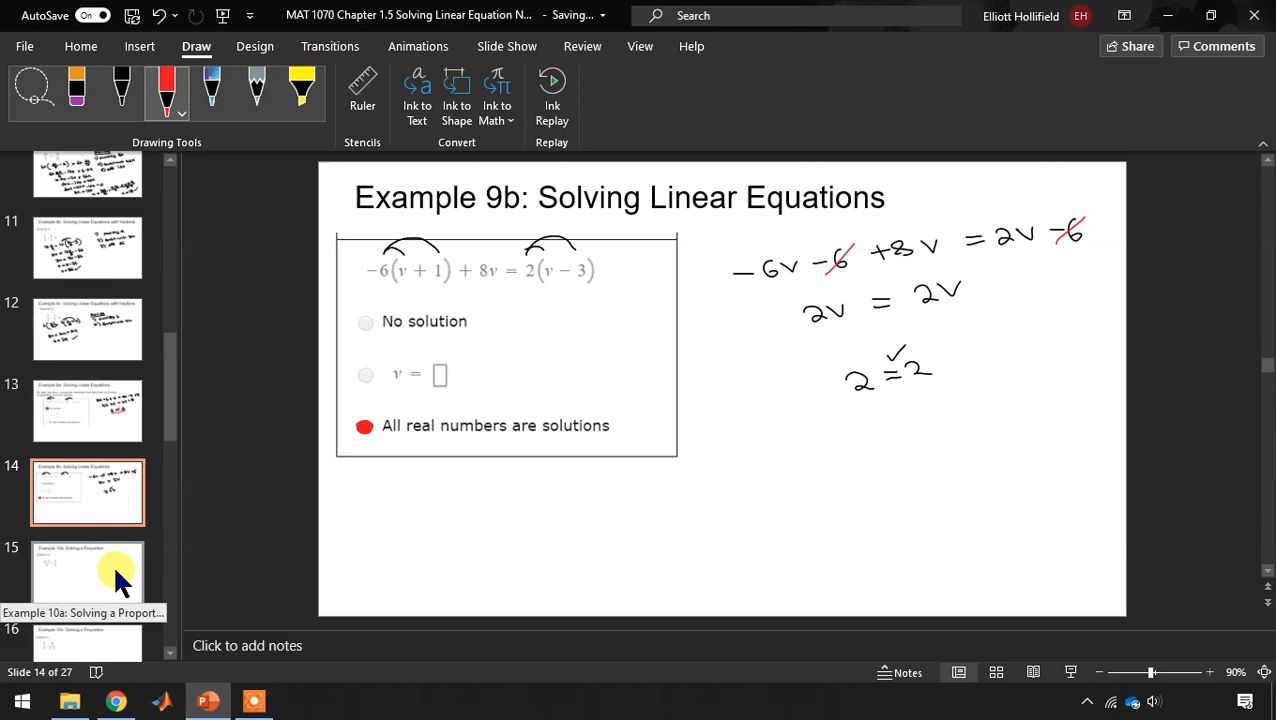 AutoSave On MAT 1070 Chapter 1.5 Solving Linear Equation N... - Saving... Search Elliott Hollifield EH
File Home Insert Draw Design Transitions Animations Slide Show Review View Help Share Comments
Ruler Ink to Text Ink to Shape Ink to Math Ink Replay
Drawing Tools Stencils Convert Replay
Example 9b: Solving Linear Equations
−6(v + 1) + 8v = 2(v − 3)
No solution
v =
All real numbers are solutions
−6v −6 +8v = 2v −6
2v = 2v
2 = 2 ✓
11
12
13
14
15
Example 10a: Solving a Proport...
16
Click to add notes
Slide 14 of 27 Notes 90%